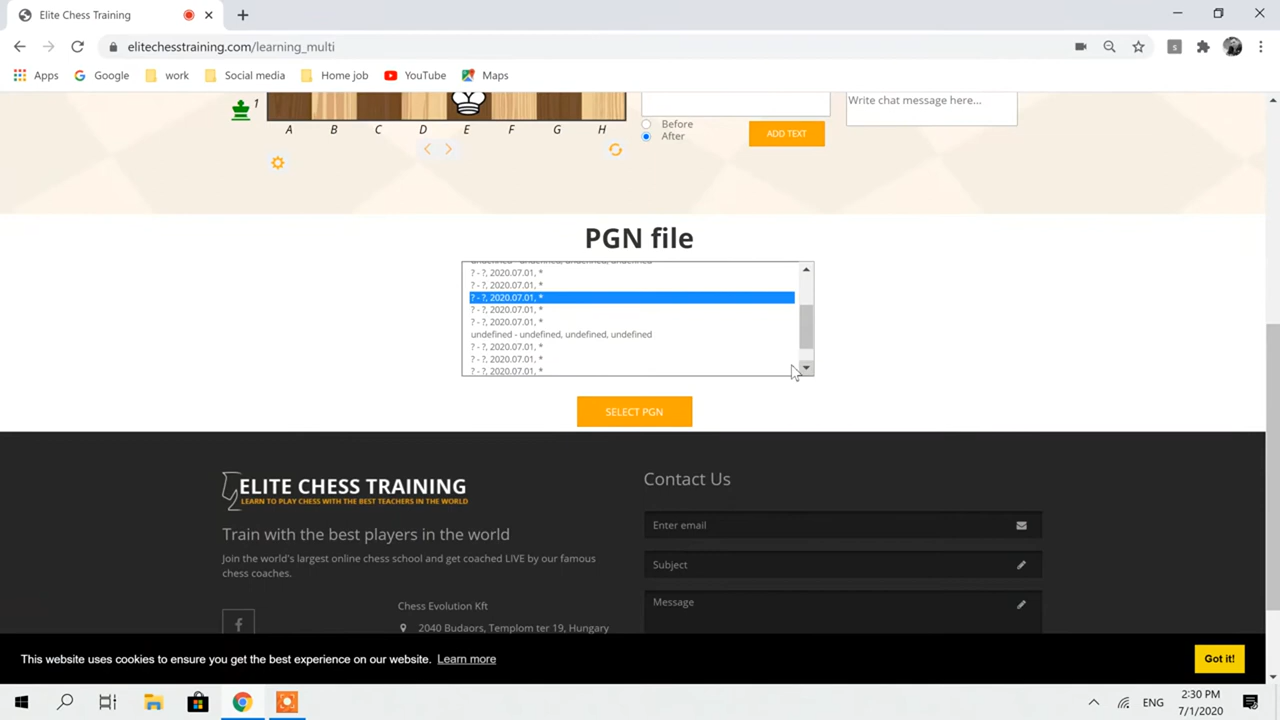 Elite Chess Training
elitechesstraining.com/learning_multi
Apps
Google
work
Social media
Home job
YouTube
Maps
1
A B C D E F G H
Before
After
ADD TEXT
Write chat message here...
PGN file
undefined - undefined, undefined, undefined
? - ?, 2020.07.01, *
? - ?, 2020.07.01, *
? - ?, 2020.07.01, *
? - ?, 2020.07.01, *
? - ?, 2020.07.01, *
undefined - undefined, undefined, undefined
? - ?, 2020.07.01, *
? - ?, 2020.07.01, *
? - ?, 2020.07.01, *
SELECT PGN
ELITE CHESS TRAINING
LEARN TO PLAY CHESS WITH THE BEST TEACHERS IN THE WORLD
Train with the best players in the world
Join the world's largest online chess school and get coached LIVE by our famous
chess coaches.
Chess Evolution Kft
2040 Budaors, Templom ter 19, Hungary
Contact Us
Enter email
Subject
Message
This website uses cookies to ensure you get the best experience on our website. Learn more
Got it!
ENG
2:30 PM
7/1/2020